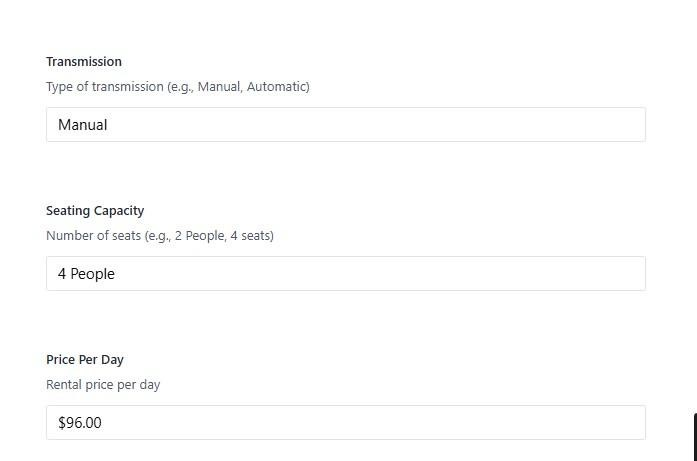 Transmission
Type of transmission (e.g., Manual, Automatic)
Manual
Seating Capacity
Number of seats (e.g., 2 People, 4 seats)
4 People
Price Per Day
Rental price per day
$96.00